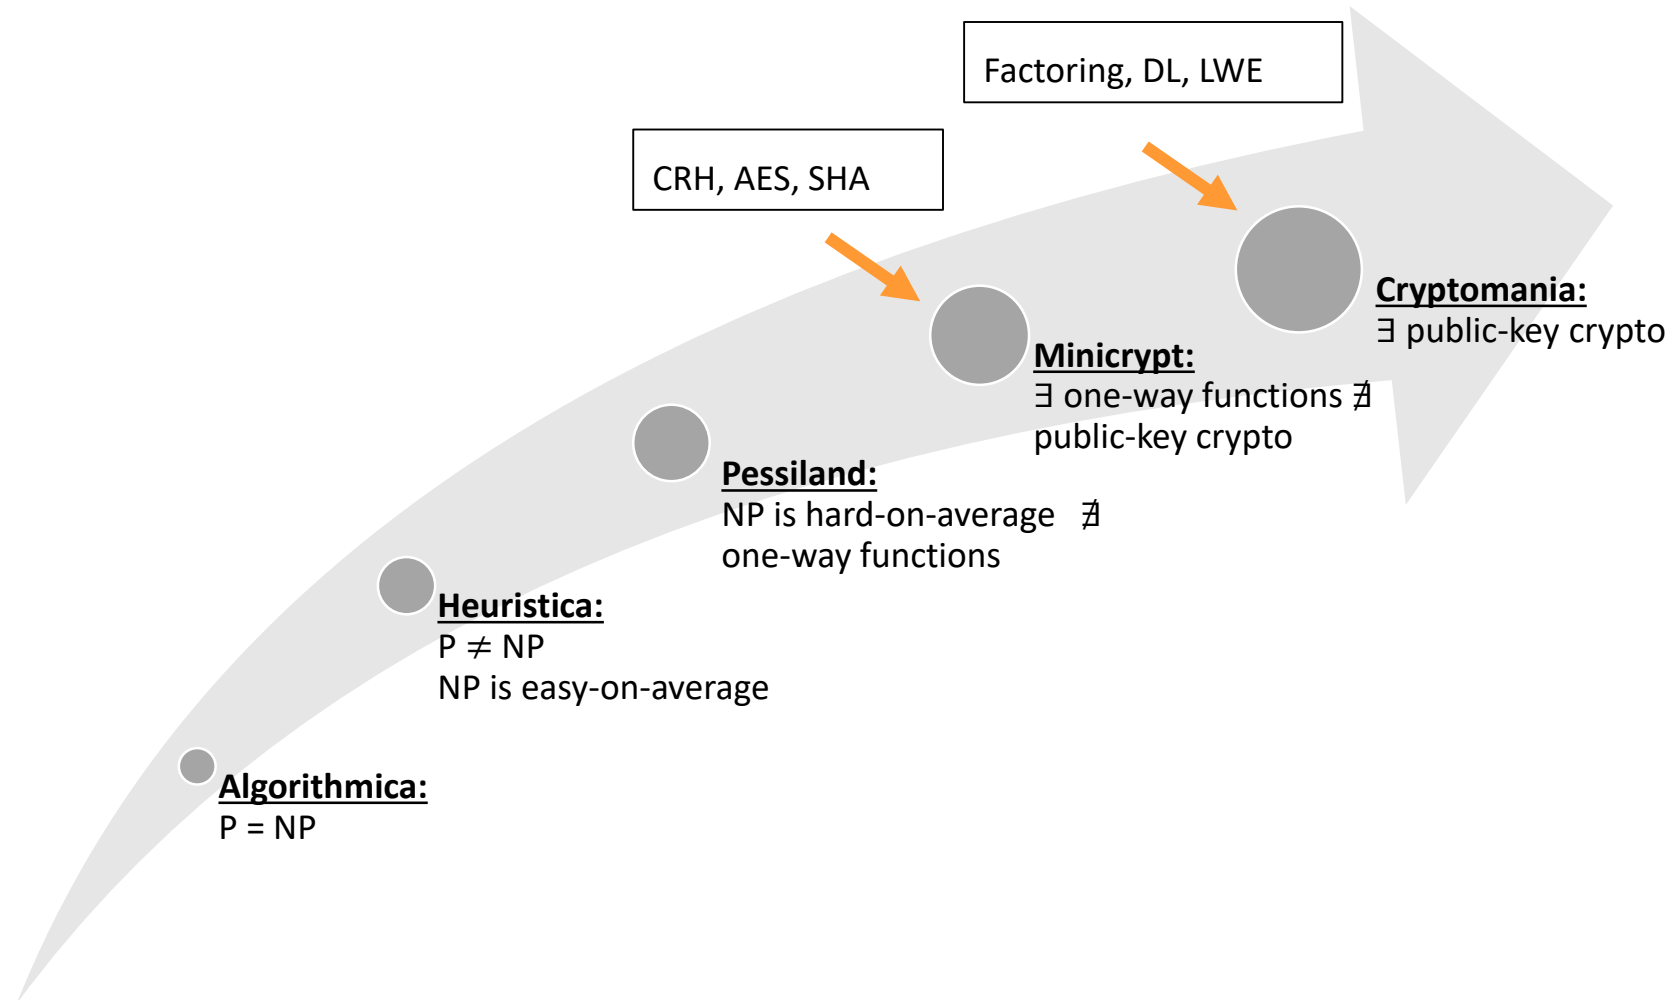 Factoring, DL, LWE
CRH, AES, SHA
Cryptomania:
∃ public-key crypto
Minicrypt:
∃ one-way functions ∄
public-key crypto
Pessiland:
NP is hard-on-average ∄
one-way functions
Heuristica:
P ≠ NP
NP is easy-on-average
Algorithmica:
P = NP